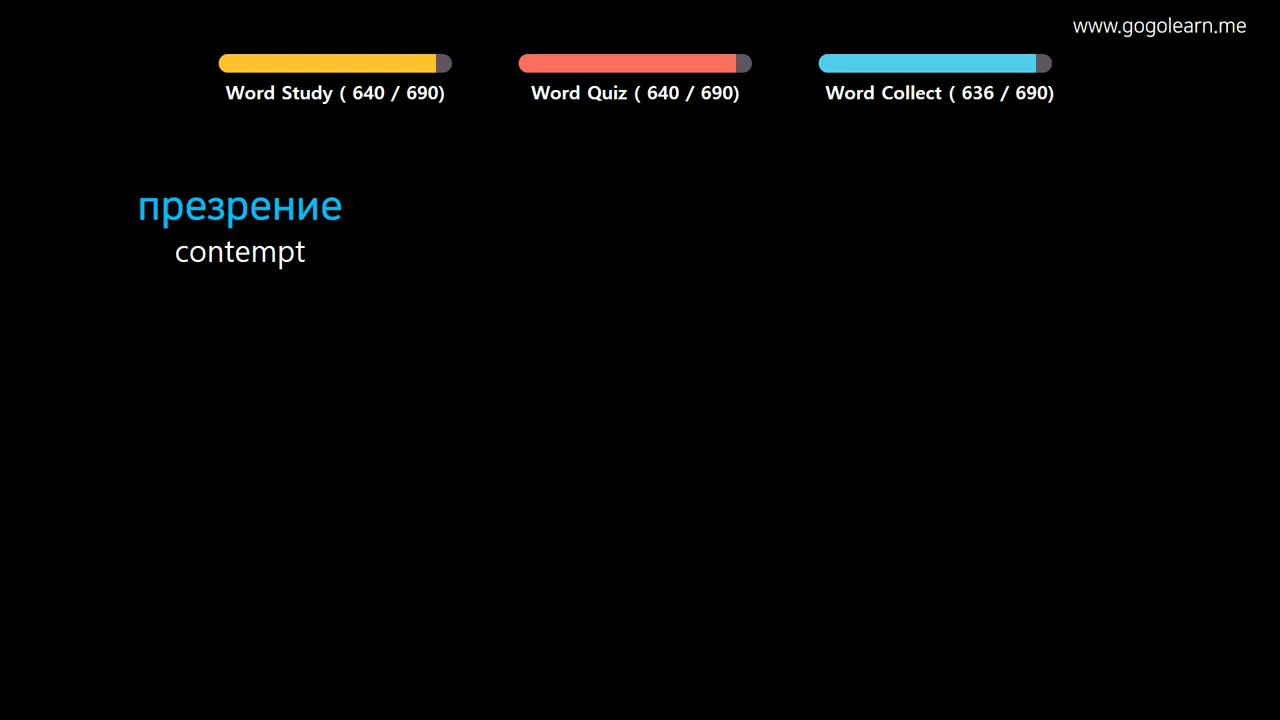 www.gogolearn.me
Word Study ( 640 / 690)
Word Quiz ( 640 / 690)
Word Collect ( 636 / 690)
презрение
contempt